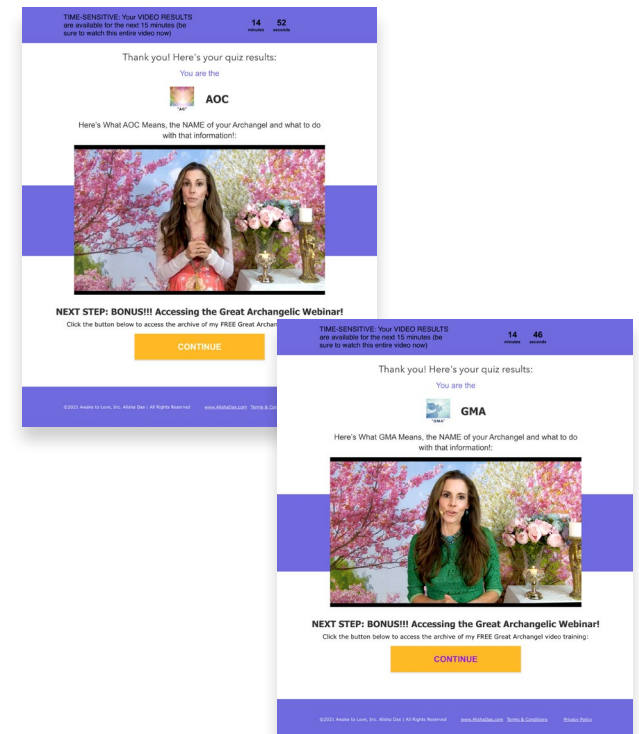 TIME-SENSITIVE: Your VIDEO RESULTS
are available for the next 15 minutes (be
sure to watch this entire video now)
14 52
minutes seconds
Thank you! Here's your quiz results:
You are the
"AO"
AOC
Here's What AOC Means, the NAME of your Archangel and what to do
with that information!:
NEXT STEP: BONUS!!! Accessing the Great Archangelic Webinar!
Click the button below to access the archive of my FREE Great Archan
CONTINUE
©2021 Awake to Love, Inc. Alisha Das | All Rights Reserved www.AlishaDas.com Terms & Con
TIME-SENSITIVE: Your VIDEO RESULTS
are available for the next 15 minutes (be
sure to watch this entire video now)
14 46
minutes seconds
Thank you! Here's your quiz results:
You are the
"GMA"
GMA
Here's What GMA Means, the NAME of your Archangel and what to do
with that information!:
NEXT STEP: BONUS!!! Accessing the Great Archangelic Webinar!
Click the button below to access the archive of my FREE Great Archangel video training:
CONTINUE
©2021 Awake to Love, Inc. Alisha Das | All Rights Reserved www.AlishaDas.com Terms & Conditions Privacy Policy